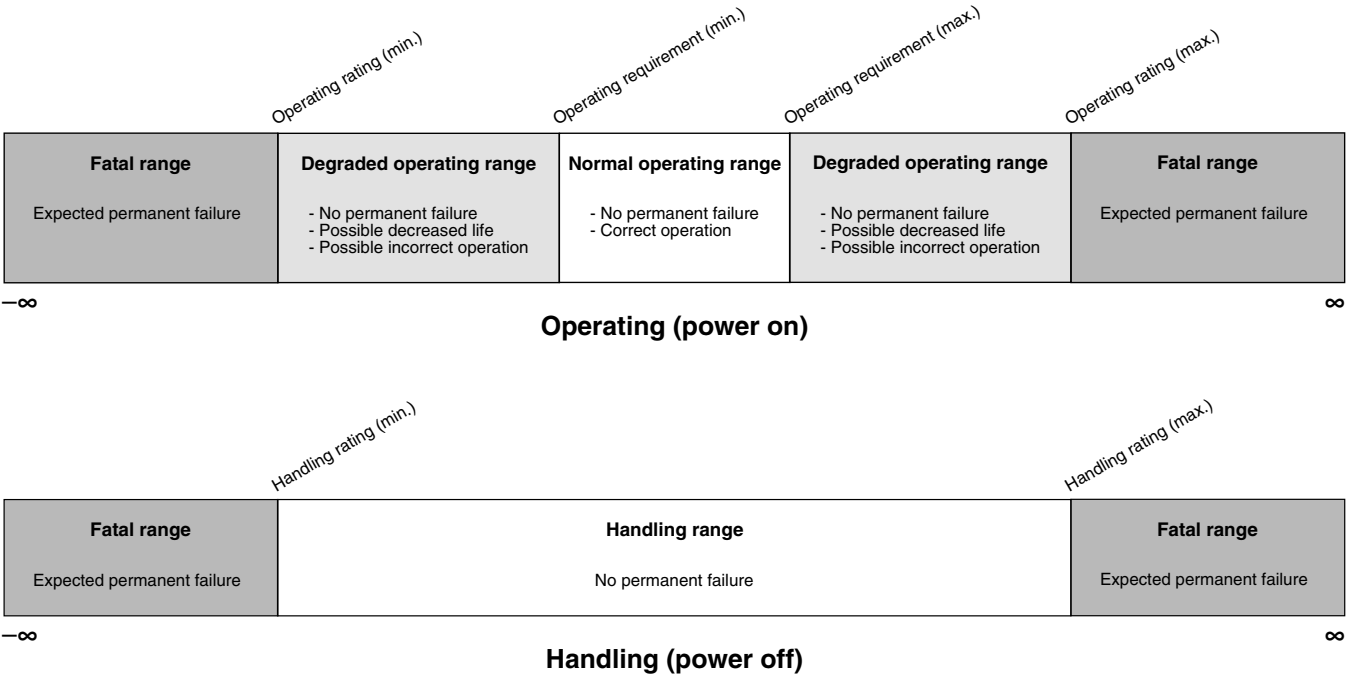 Operating rating (min.)
Operating requirement (min.)
Operating requirement (max.)
Operating rating (max.)
Fatal range
Expected permanent failure
Degraded operating range
- No permanent failure
- Possible decreased life
- Possible incorrect operation
Normal operating range
- No permanent failure
- Correct operation
Degraded operating range
- No permanent failure
- Possible decreased life
- Possible incorrect operation
Fatal range
Expected permanent failure
–∞
∞
Operating (power on)
Handling rating (min.)
Handling rating (max.)
Fatal range
Expected permanent failure
Handling range
No permanent failure
Fatal range
Expected permanent failure
–∞
∞
Handling (power off)